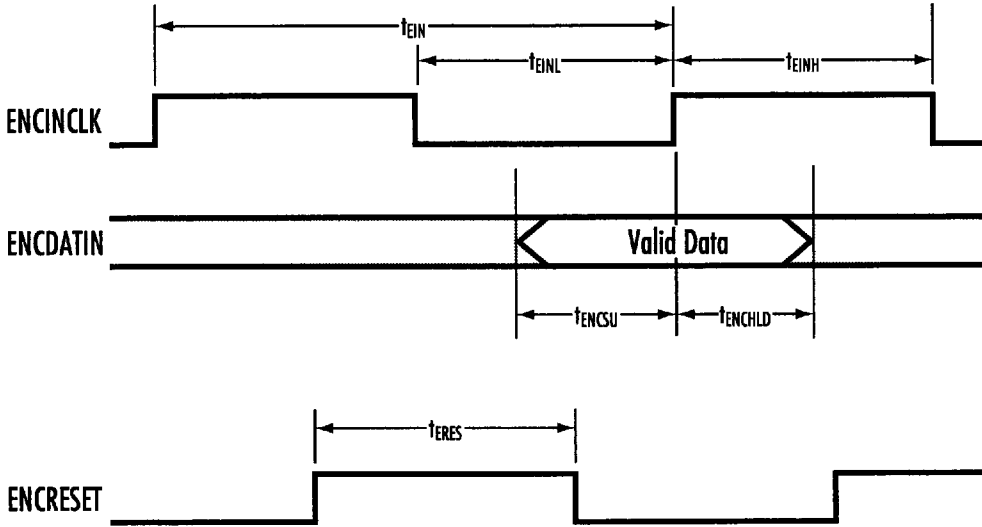 tEIN
tEINL
tEINH
ENCINCLK
ENCDATIN
Valid Data
tENCSU
tENCHLD
tERES
ENCRESET